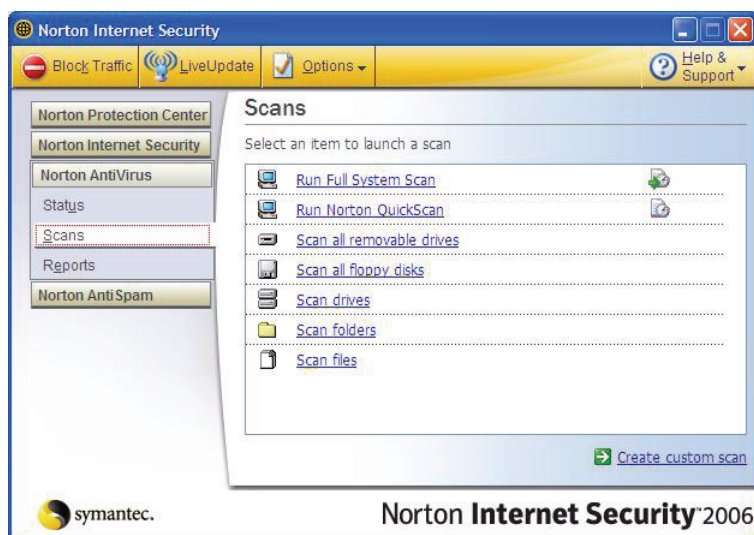 Norton Internet Security
Block Traffic LiveUpdate Options Help & Support
Norton Protection Center
Norton Internet Security
Norton AntiVirus
Status
Scans
Reports
Norton AntiSpam
Scans
Select an item to launch a scan
Run Full System Scan
Run Norton QuickScan
Scan all removable drives
Scan all floppy disks
Scan drives
Scan folders
Scan files
Create custom scan
symantec.
Norton Internet Security™ 2006